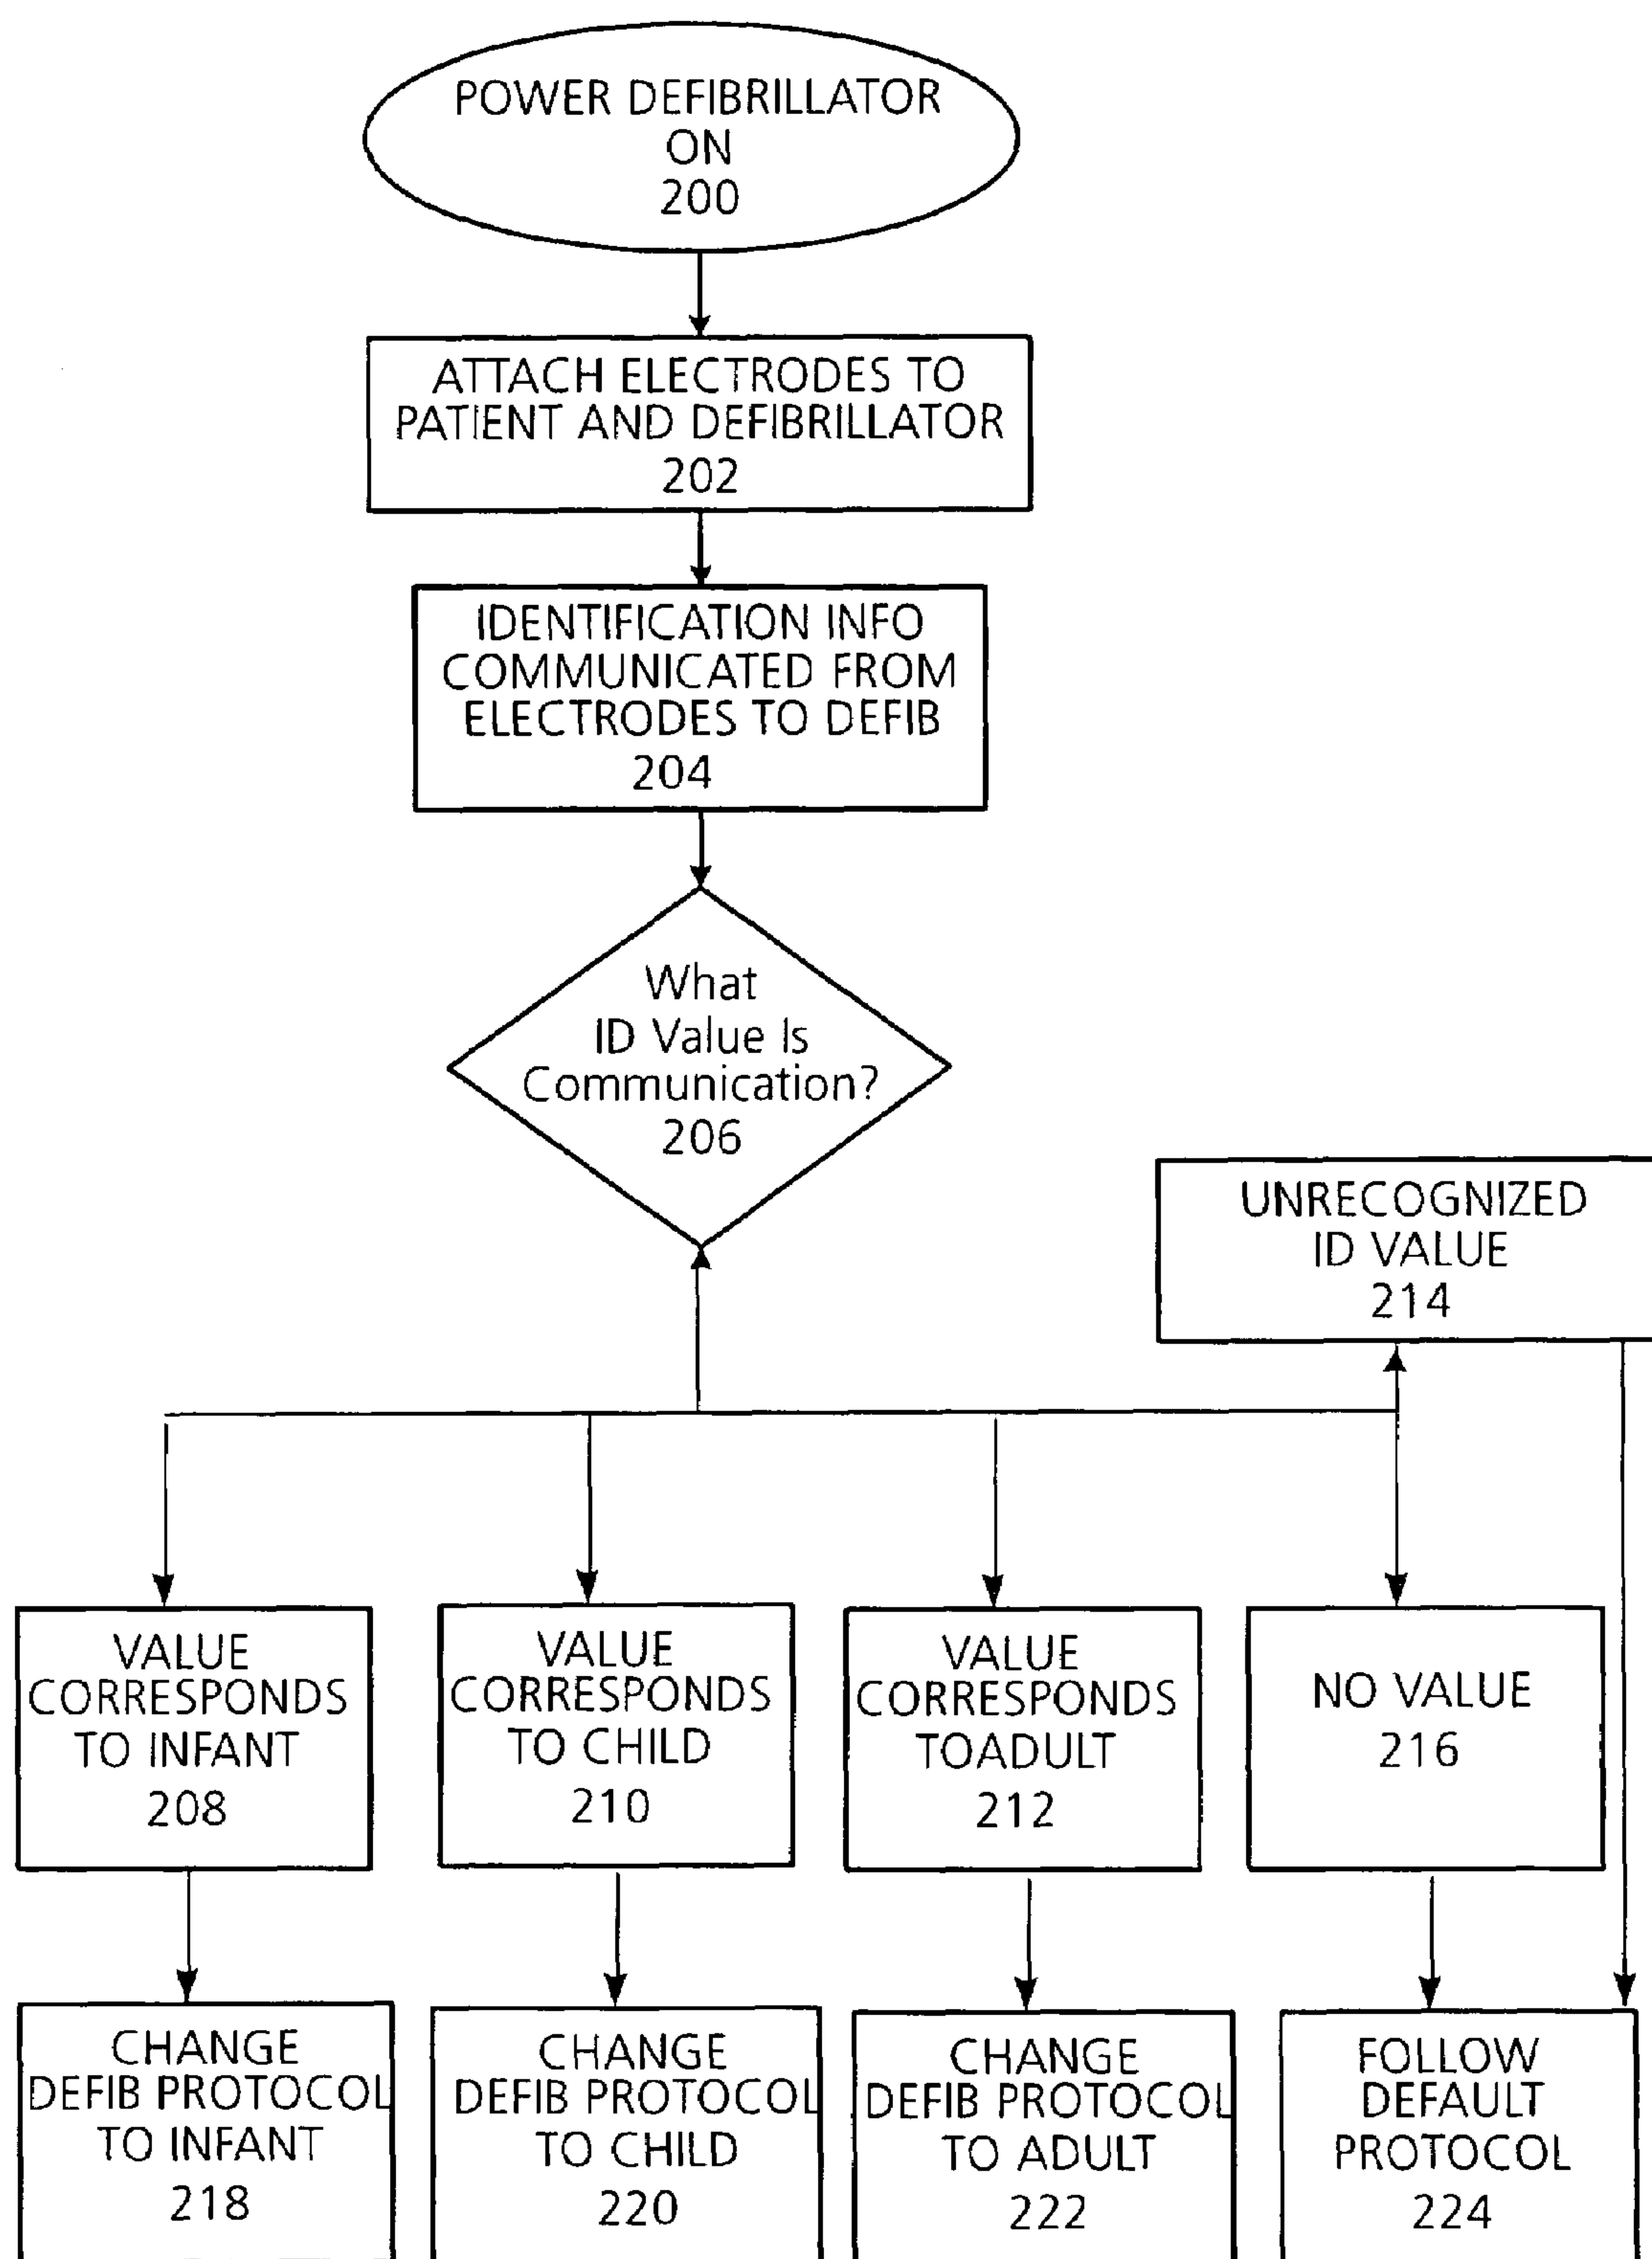 POWER DEFIBRILLATOR
ON
200
ATTACH ELECTRODES TO
PATIENT AND DEFIBRILLATOR
202
IDENTIFICATION INFO
COMMUNICATED FROM
ELECTRODES TO DEFIB
204
What
ID Value Is
Communication?
206
UNRECOGNIZED
ID VALUE
214
VALUE
CORRESPONDS
TO INFANT
208
VALUE
CORRESPONDS
TO CHILD
210
VALUE
CORRESPONDS
TOADULT
212
NO VALUE
216
CHANGE
DEFIB PROTOCOL
TO INFANT
218
CHANGE
DEFIB PROTOCOL
TO CHILD
220
CHANGE
DEFIB PROTOCOL
TO ADULT
222
FOLLOW
DEFAULT
PROTOCOL
224